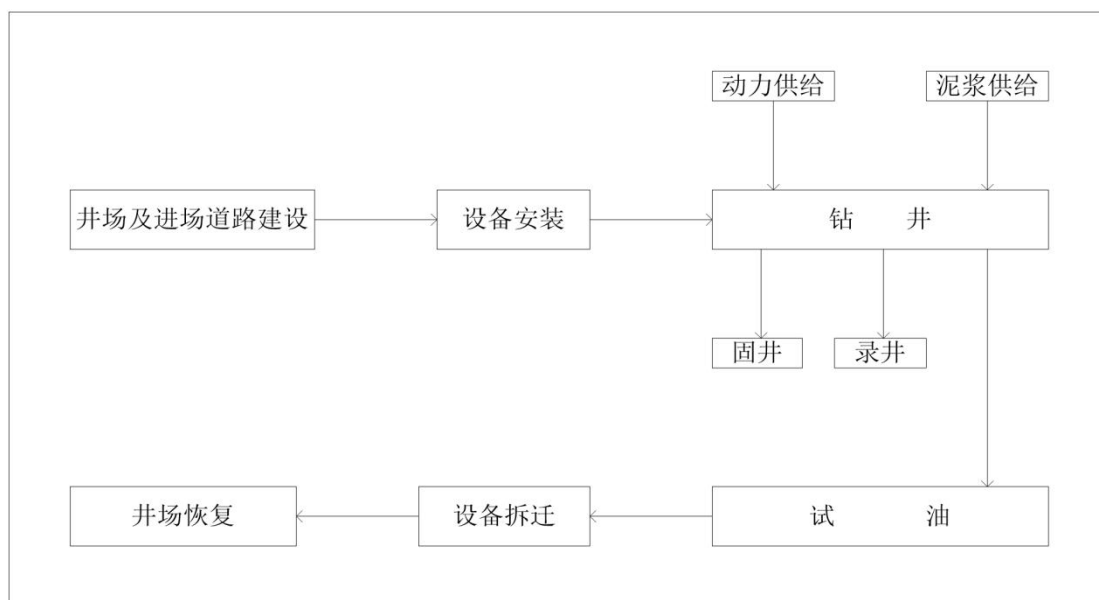 动力供给
泥浆供给
井场及进场道路建设
设备安装
钻 井
固井
录井
井场恢复
设备拆迁
试 油